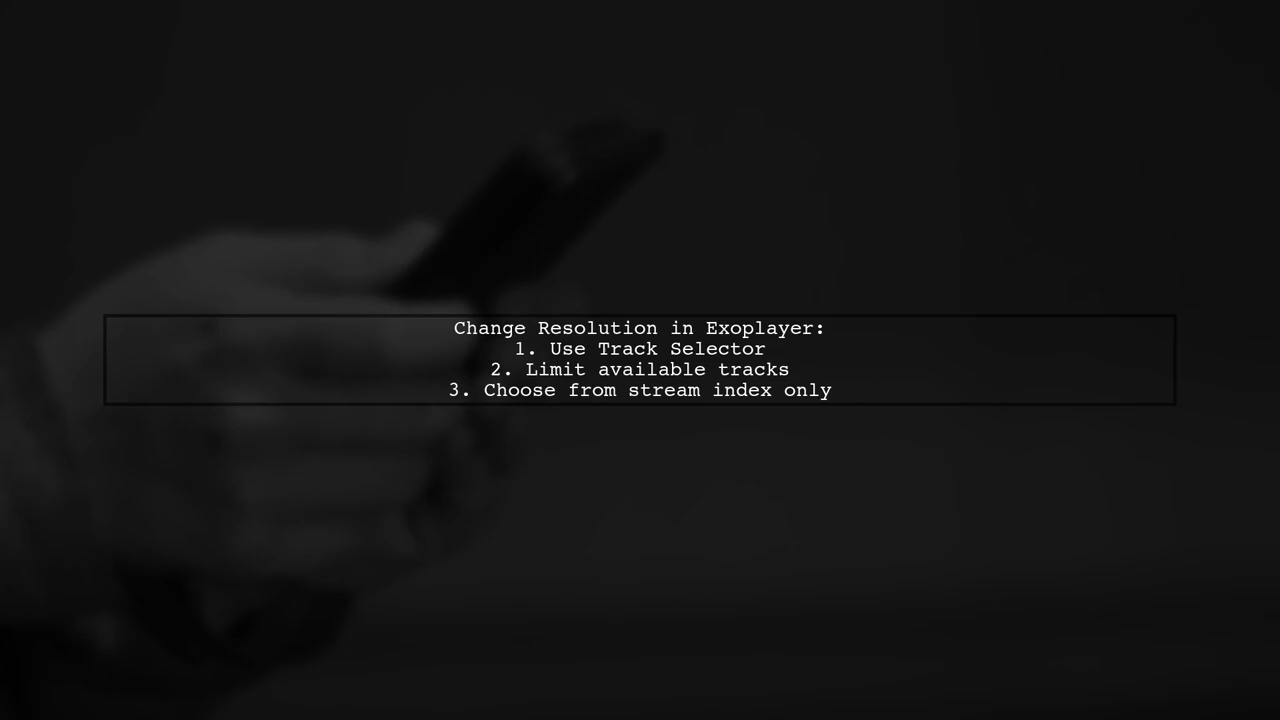 Change Resolution in Exoplayer:
1. Use Track Selector
2. Limit available tracks
3. Choose from stream index only